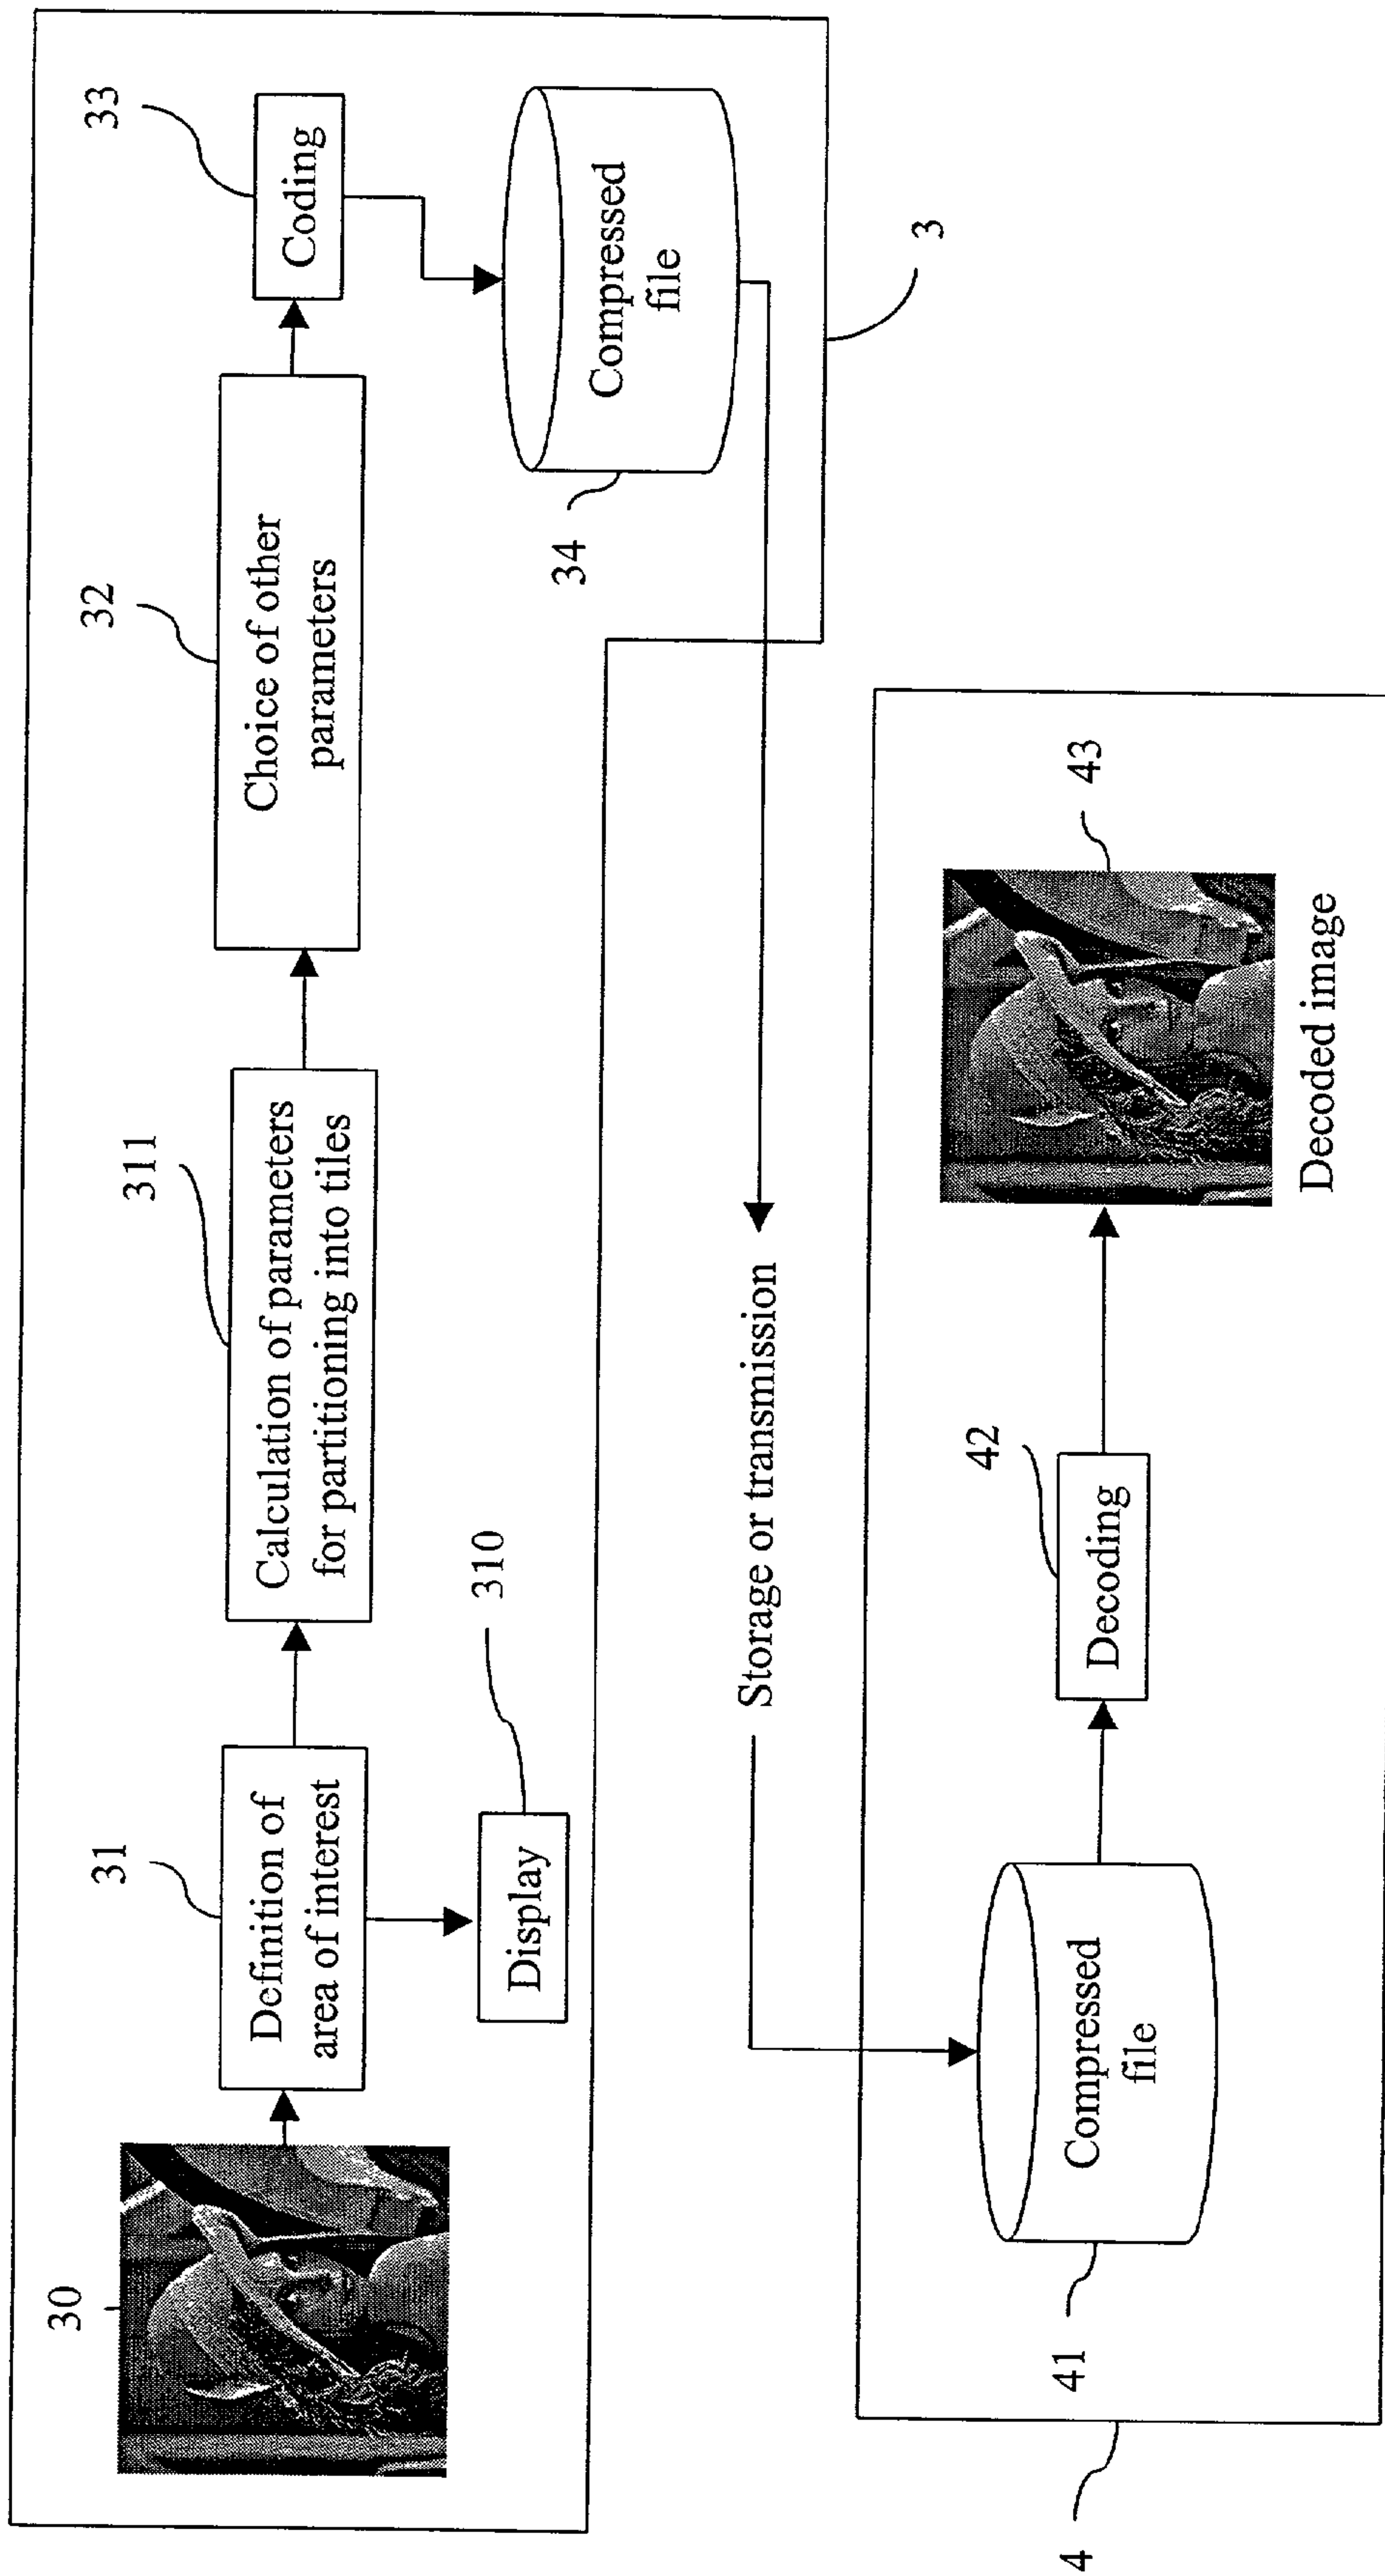 30
31
Definition of
area of interest
310
Display
311
Calculation of parameters
for partitioning into tiles
32
Choice of other
parameters
33
Coding
34
Compressed
file
3
Storage or transmission
4
41
Compressed
file
42
Decoding
43
Decoded image